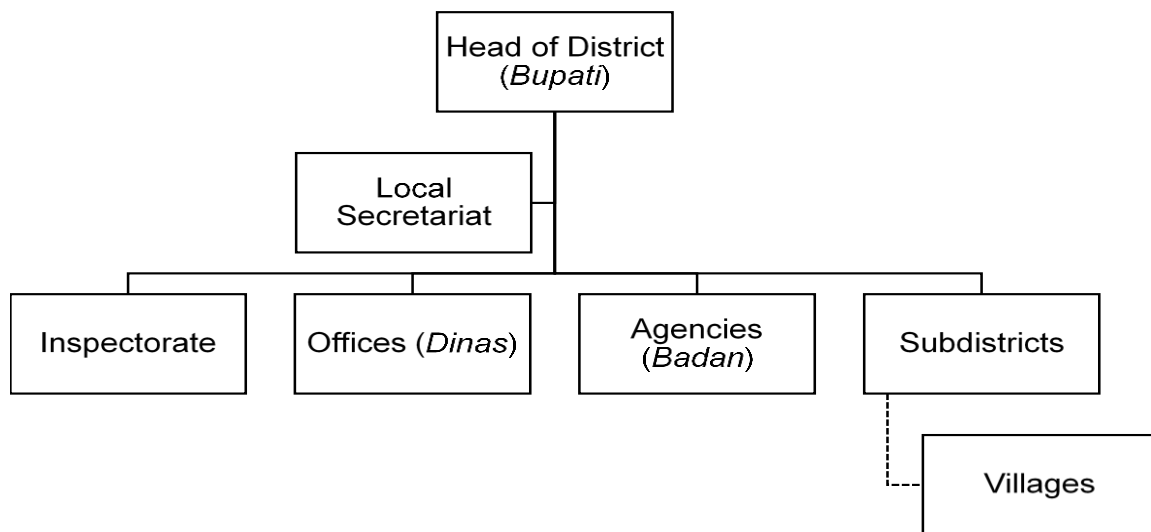 Head of District
(Bupati)
Local
Secretariat
Inspectorate
Offices (Dinas)
Agencies
(Badan)
Subdistricts
Villages